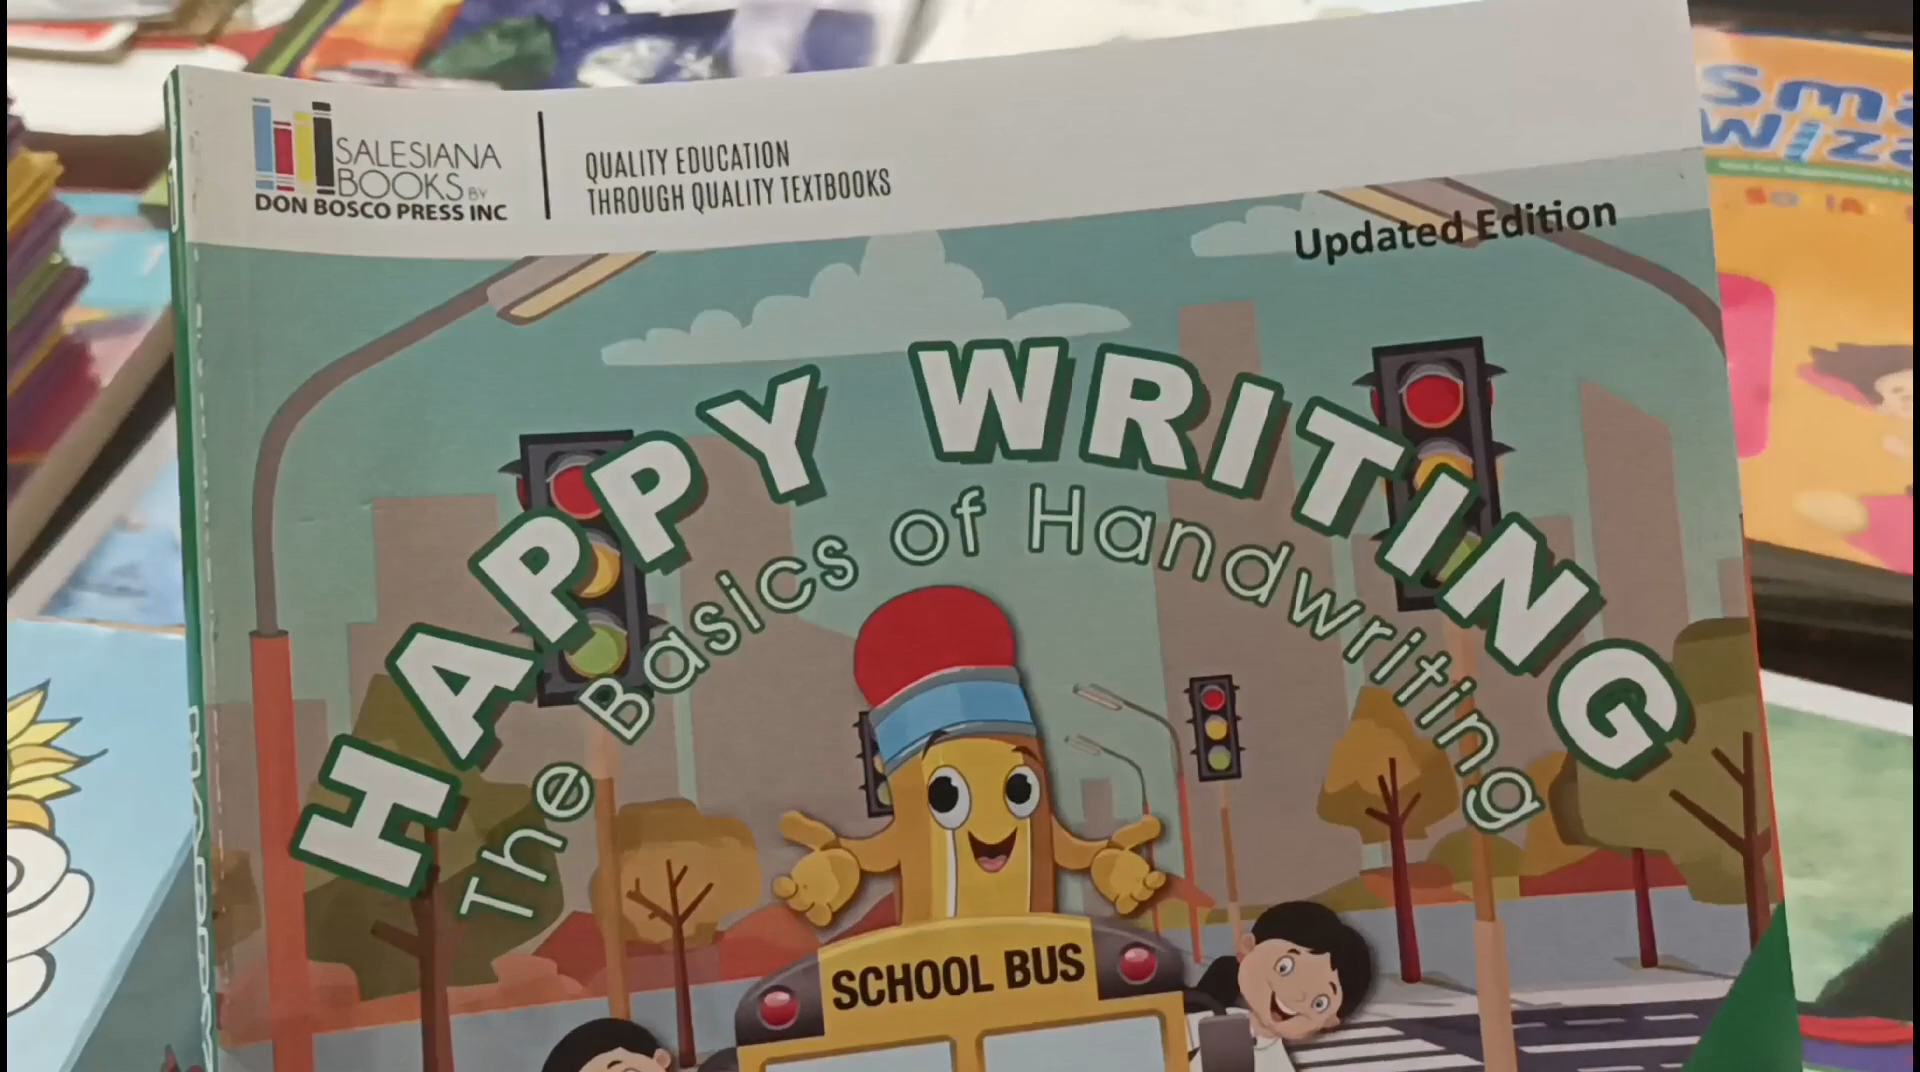 SALESIANA
BOOKS BY
DON BOSCO PRESS INC
QUALITY EDUCATION
THROUGH QUALITY TEXTBOOKS
Updated Edition
HAPPY WRITING
The Basics of Handwriting
SCHOOL BUS